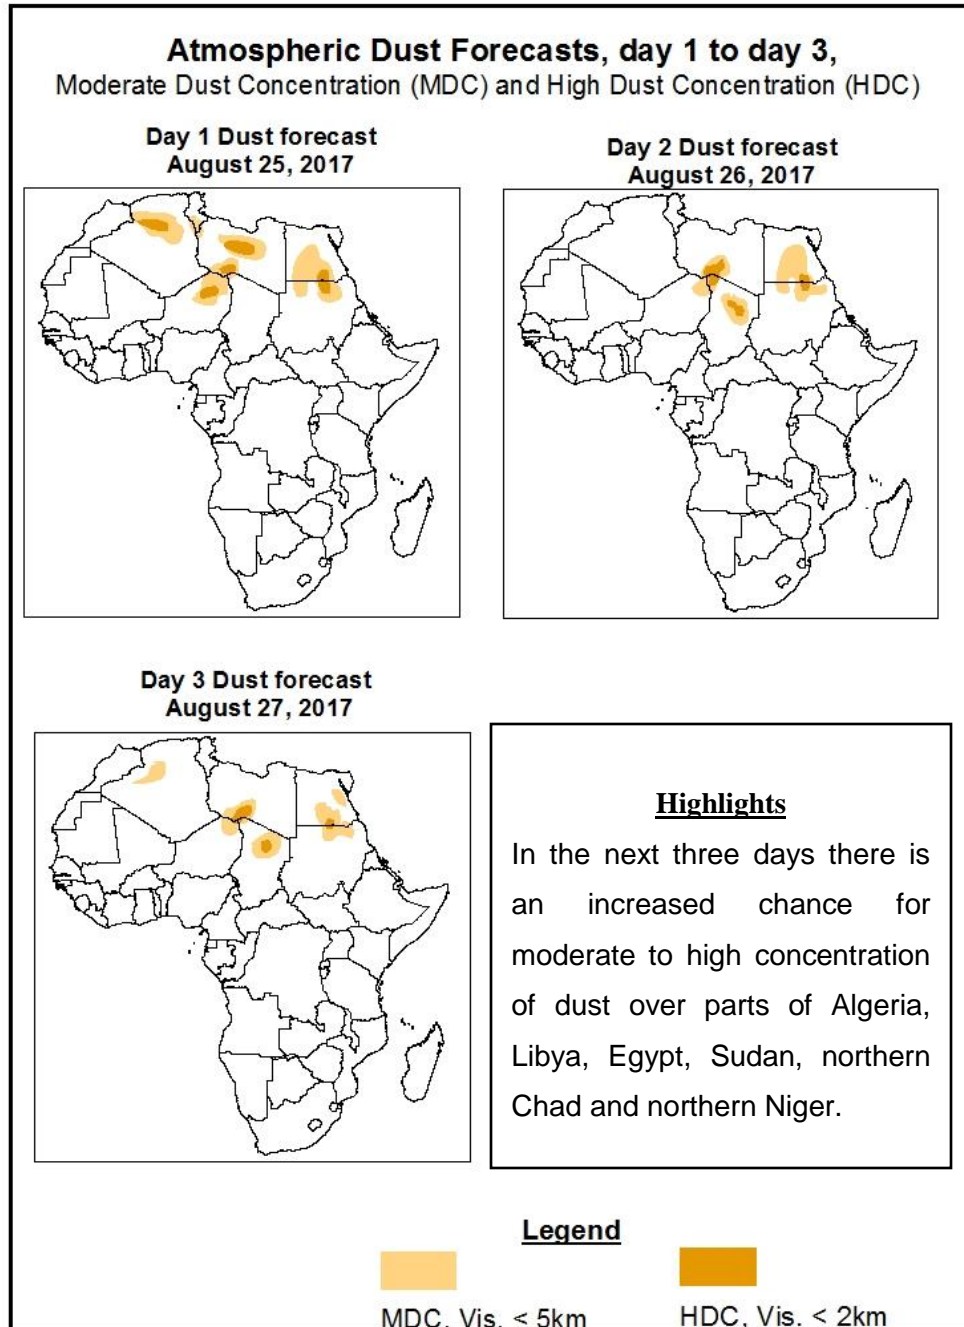 Atmospheric Dust Forecasts, day 1 to day 3,
Moderate Dust Concentration (MDC) and High Dust Concentration (HDC)
Day 1 Dust forecast
August 25, 2017
Day 2 Dust forecast
August 26, 2017
Day 3 Dust forecast
August 27, 2017
Highlights
In the next three days there is
an increased chance for
moderate to high concentration
of dust over parts of Algeria,
Libya, Egypt, Sudan, northern
Chad and northern Niger.
Legend
MDC, Vis. < 5km
HDC, Vis. < 2km